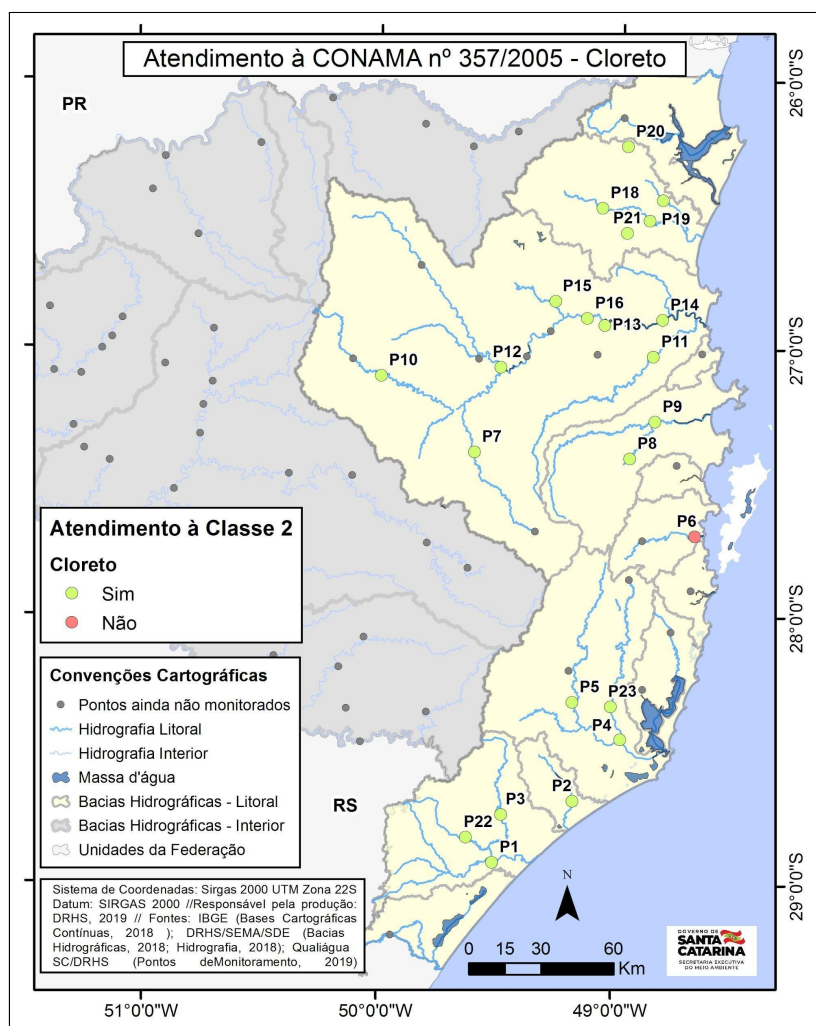 Atendimento à CONAMA nº 357/2005 - Cloreto
26°0'0"S
27°0'0"S
28°0'0"S
29°0'0"S
PR
P20
P18
P19
P21
P15
P16
P14
P13
P11
P12
P10
P9
P7
P8
P6
P5
P23
P4
P2
P3
P22
P1
RS
Atendimento à Classe 2
Cloreto
Sim
Não
Convenções Cartográficas
Pontos ainda não monitorados
Hidrografia Litoral
Hidrografia Interior
Massa d'água
Bacias Hidrográficas - Litoral
Bacias Hidrográficas - Interior
Unidades da Federação
Sistema de Coordenadas: Sirgas 2000 UTM Zona 22S
Datum: SIRGAS 2000 //Responsável pela produção:
DRHS, 2019 // Fontes: IBGE (Bases Cartográficas
Contínuas, 2018 ); DRHS/SEMA/SDE (Bacias
Hidrográficas, 2018; Hidrografia, 2018); Qualiágua
SC/DRHS (Pontos deMonitoramento, 2019)
N
0 15 30 60
Km
GOVERNO DE
SANTA
CATARINA
SECRETARIA EXECUTIVA
DO MEIO AMBIENTE
51°0'0"W
50°0'0"W
49°0'0"W